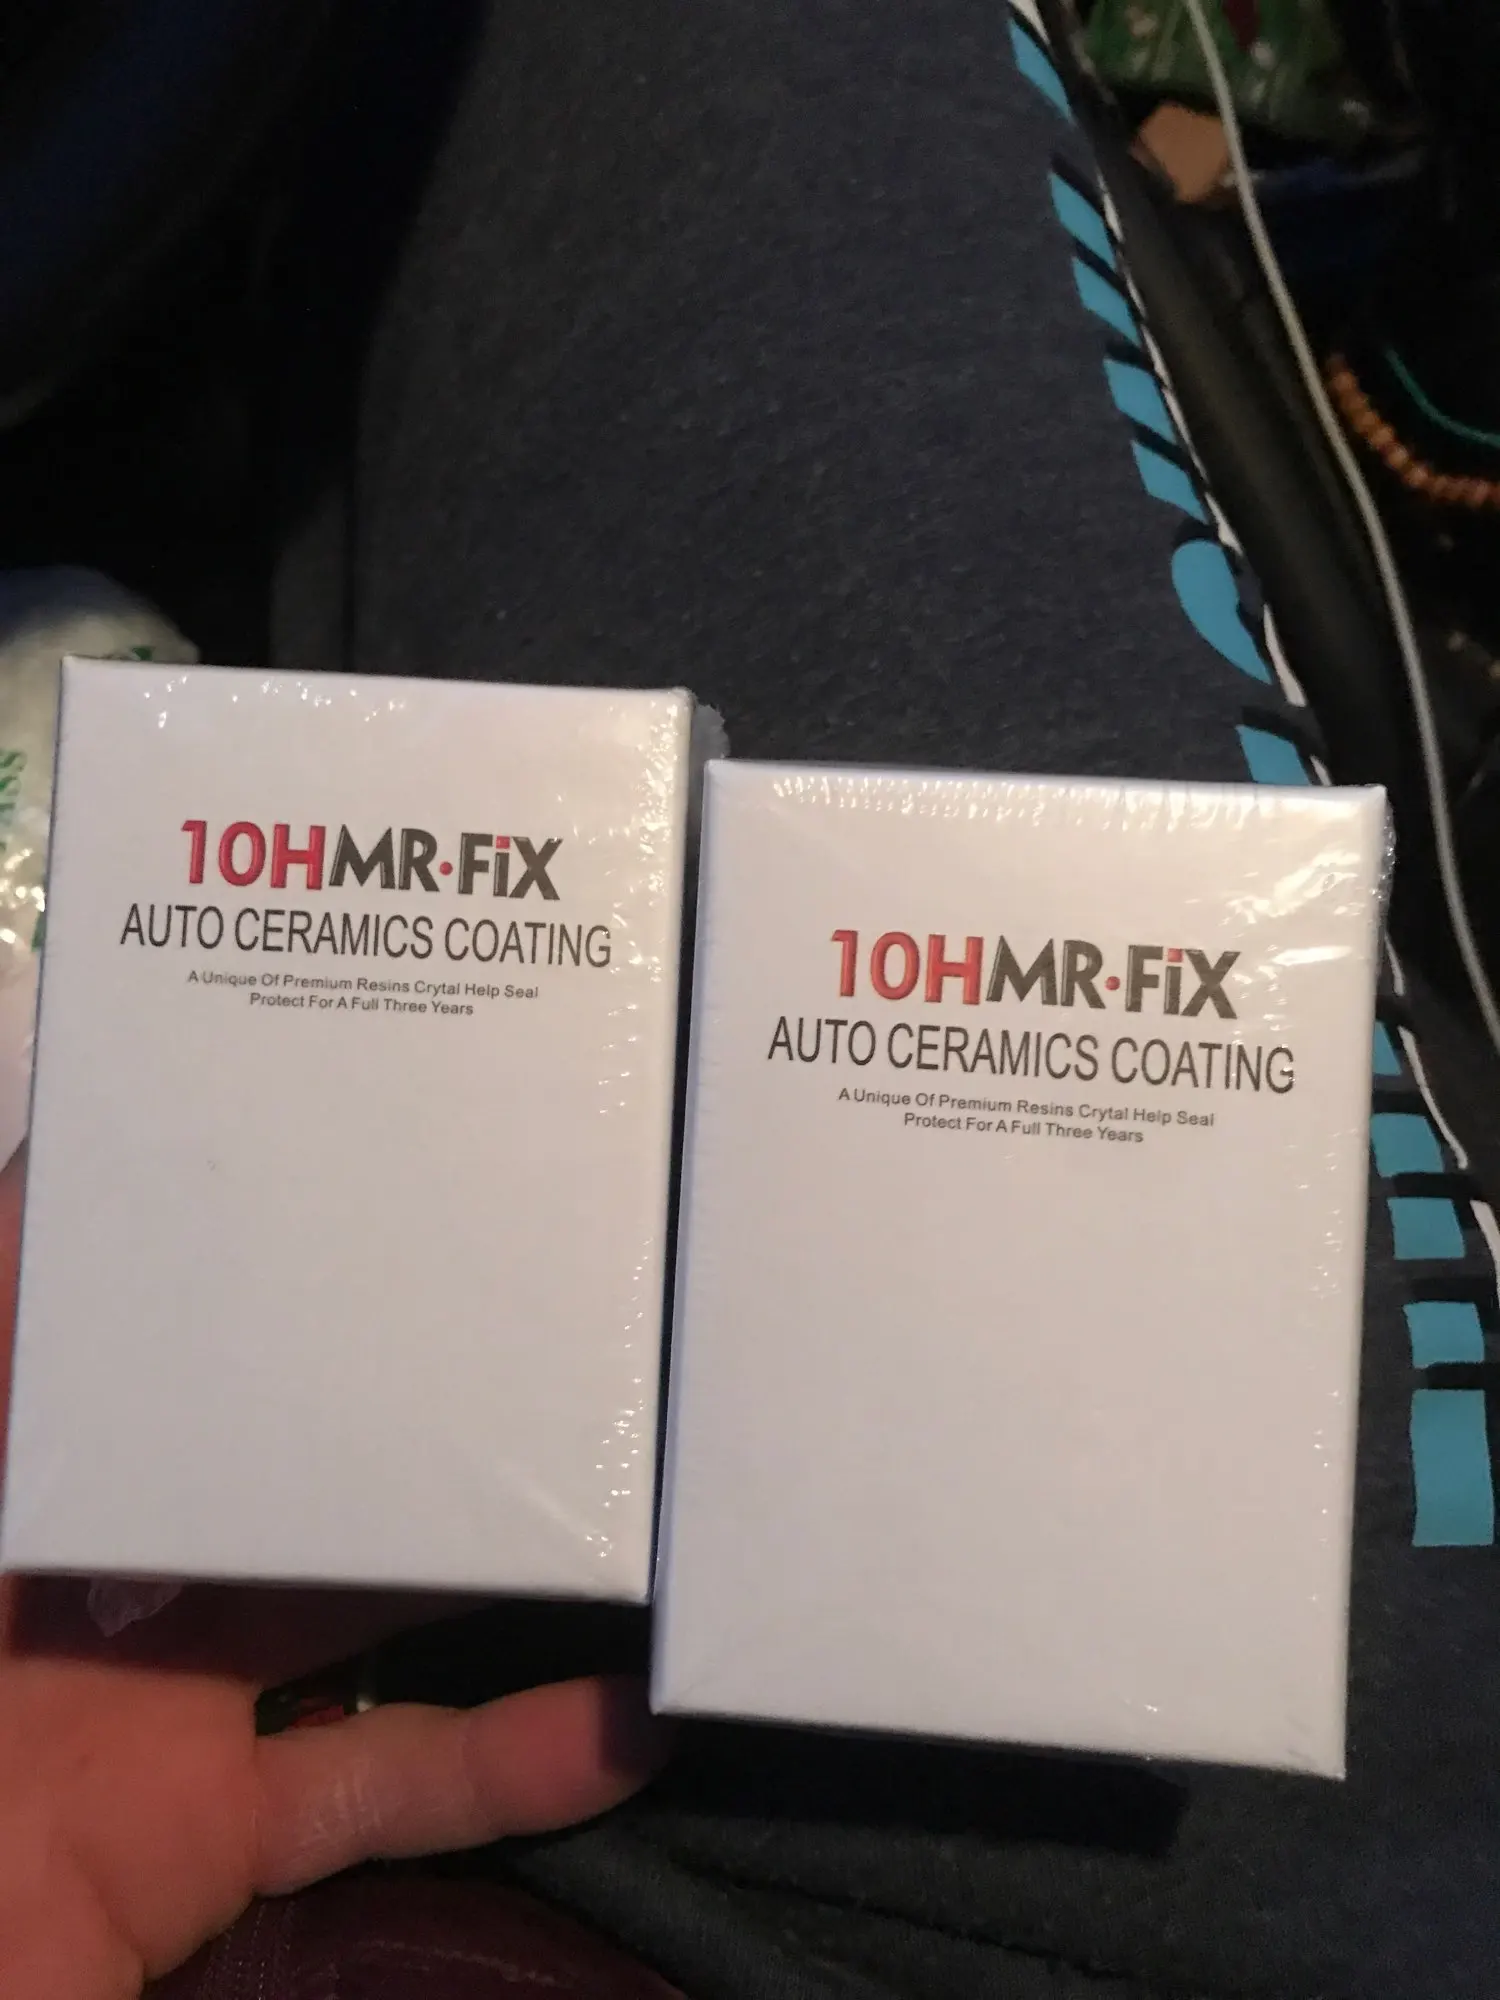 10HMR·FiX
AUTO CERAMICS COATING
A Unique Of Premium Resins Crytal Help Seal
Protect For A Full Three Years
10HMR·FiX
AUTO CERAMICS COATING
A Unique Of Premium Resins Crytal Help Seal
Protect For A Full Three Years